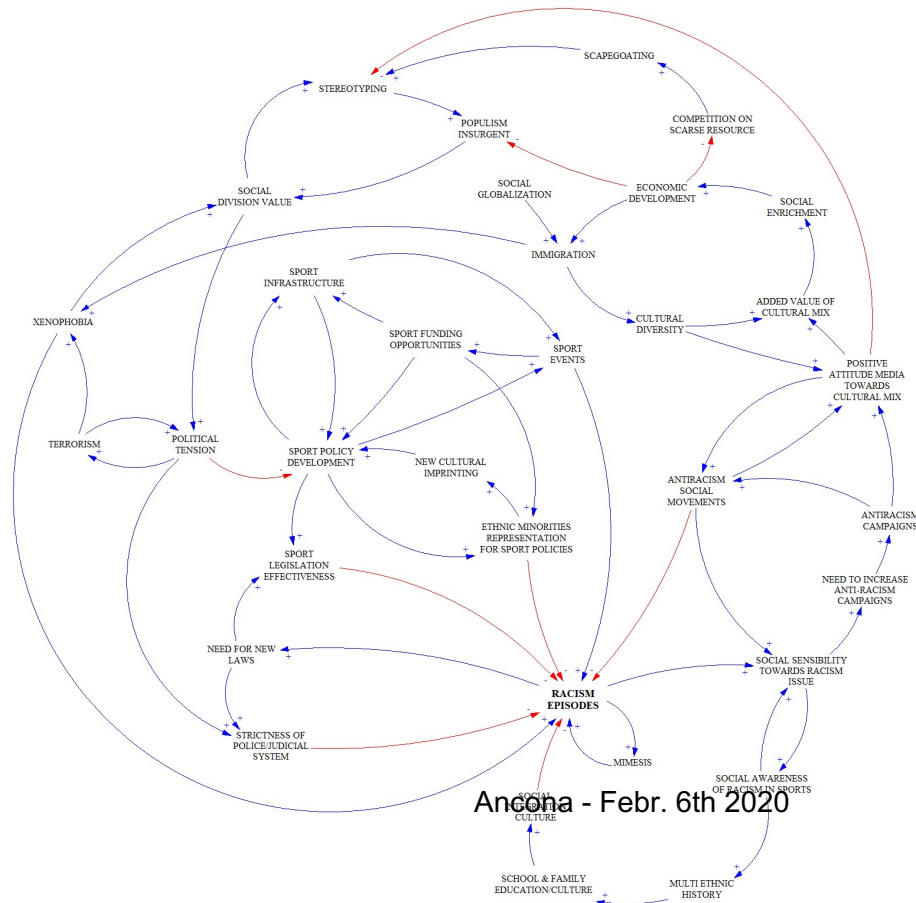 SCAPEGOATING
STEREOTYPING
COMPETITION ON
SCARSE RESOURCE
POPULISM
INSURGENT
SOCIAL
GLOBALIZATION
ECONOMIC
DEVELOPMENT
SOCIAL
DIVISION VALUE
SOCIAL
ENRICHMENT
IMMIGRATION
SPORT
INFRASTRUCTURE
ADDED VALUE OF
CULTURAL MIX
XENOPHOBIA
CULTURAL
DIVERSITY
SPORT FUNDING
OPPORTUNITIES
SPORT
EVENTS
POSITIVE
ATTITUDE MEDIA
TOWARDS
CULTURAL MIX
TERRORISM
POLITICAL
TENSION
SPORT POLICY
DEVELOPMENT
NEW CULTURAL
IMPRINTING
ANTIRACISM
SOCIAL
MOVEMENTS
ANTIRACISM
CAMPAIGNS
ETHNIC MINORITIES
REPRESENTATION
FOR SPORT POLICIES
SPORT
LEGISLATION
EFFECTIVENESS
NEED TO INCREASE
ANTI-RACISM
CAMPAIGNS
NEED FOR NEW
LAWS
SOCIAL SENSIBILITY
TOWARDS RACISM
ISSUE
RACISM
EPISODES
STRICTNESS OF
POLICE/JUDICIAL
SYSTEM
MIMESIS
SOCIAL AWARENESS
OF RACISM IN SPORTS
Ancona - Febr. 6th 2020
SOCIAL
INTEGRATION
CULTURE
SCHOOL & FAMILY
EDUCATION/CULTURE
MULTI ETHNIC
HISTORY